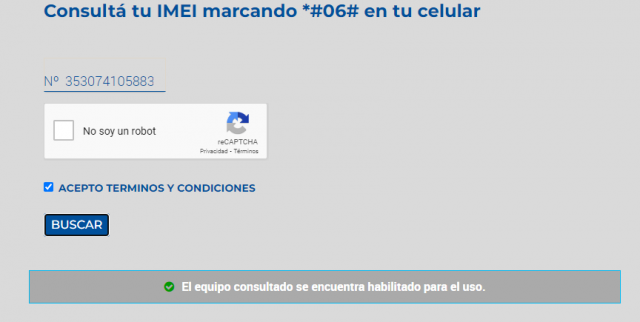 Consultá tu IMEI marcando *#06# en tu celular
Nº 353074105883
No soy un robot
reCAPTCHA
Privacidad - Términos
ACEPTO TERMINOS Y CONDICIONES
BUSCAR
El equipo consultado se encuentra habilitado para el uso.